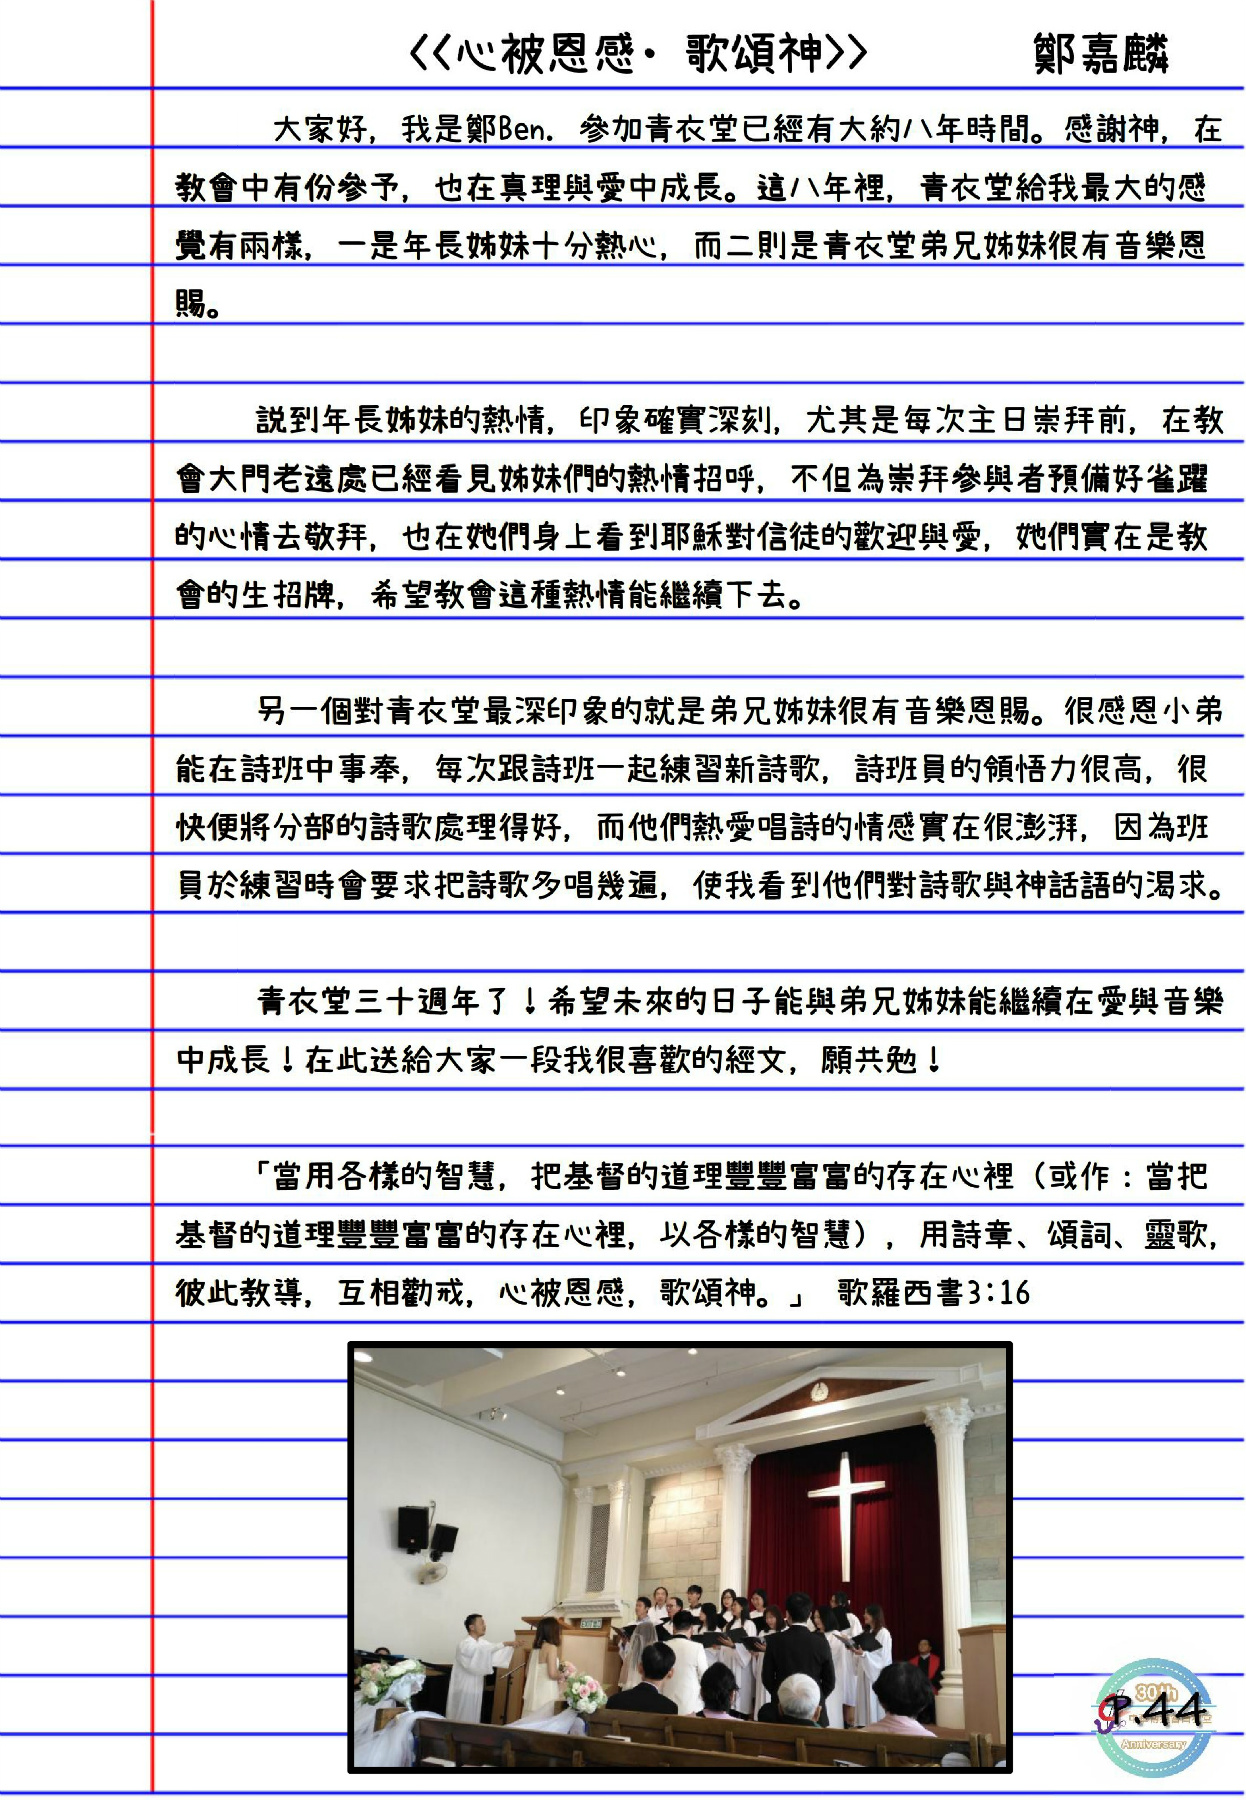 <<心被恩感· 歌頌神>> 鄭嘉麟
大家好，我是鄭Ben. 參加青衣堂已經有大約八年時間。感謝神，在
教會中有份參予，也在真理與愛中成長。這八年裡，青衣堂給我最大的感
覺有兩樣，一是年長姊妹十分熱心，而二則是青衣堂弟兄姊妹很有音樂恩
賜。
説到年長姊妹的熱情，印象確實深刻，尤其是每次主日崇拜前，在教
會大門老遠處已經看見姊妹們的熱情招呼，不但為崇拜參與者預備好雀躍
的心情去敬拜，也在她們身上看到耶穌對信徒的歡迎與愛，她們實在是教
會的生招牌，希望教會這種熱情能繼續下去。
另一個對青衣堂最深印象的就是弟兄姊妹很有音樂恩賜。很感恩小弟
能在詩班中事奉，每次跟詩班一起練習新詩歌，詩班員的領悟力很高，很
快便將分部的詩歌處理得好，而他們熱愛唱詩的情感實在很澎湃，因為班
員於練習時會要求把詩歌多唱幾遍，使我看到他們對詩歌與神話語的渴求。
青衣堂三十週年了！希望未來的日子能與弟兄姊妹能繼續在愛與音樂
中成長！在此送給大家一段我很喜歡的經文，願共勉！
「當用各樣的智慧，把基督的道理豐豐富富的存在心裡（或作：當把
基督的道理豐豐富富的存在心裡，以各樣的智慧），用詩章、頌詞、靈歌，
彼此教導，互相勸戒，心被恩感，歌頌神。」 歌羅西書3:16
30th
P.44
Anniversary